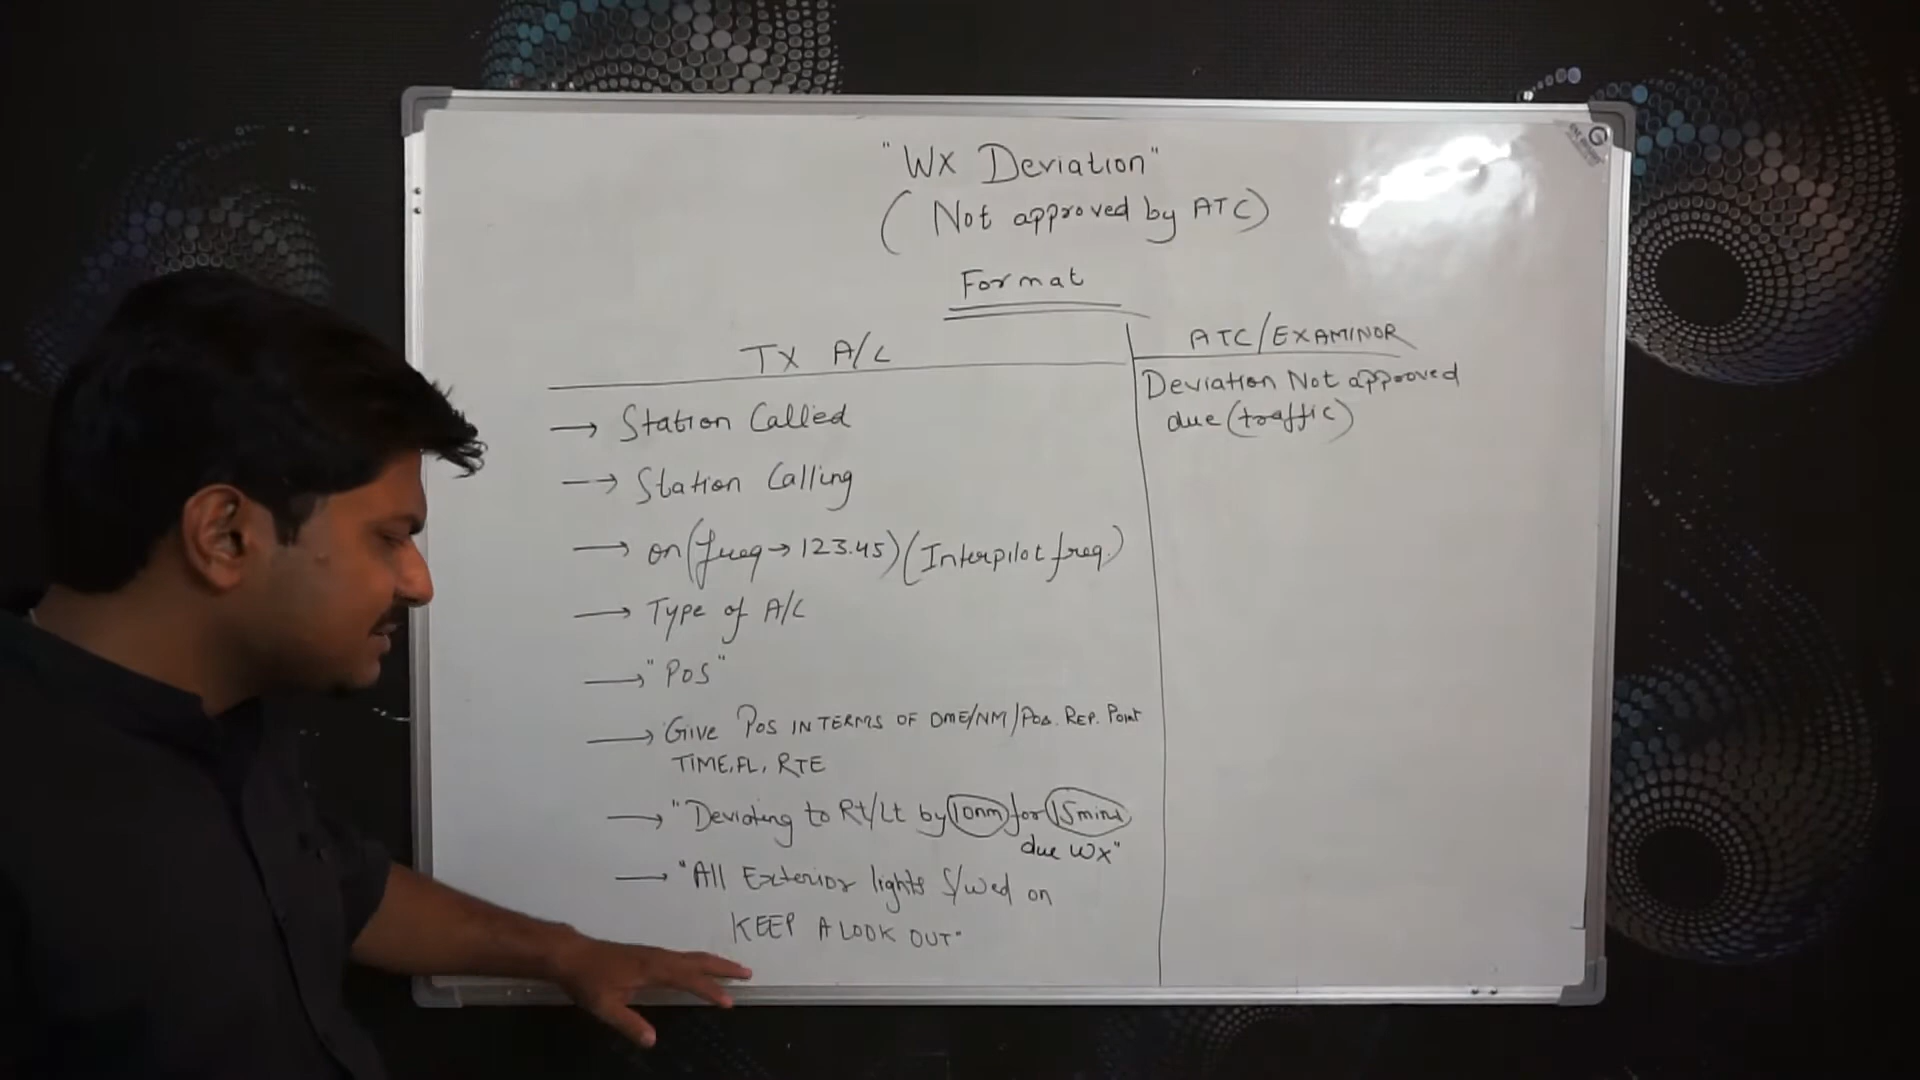 "Wx Deviation"
(Not approved by ATC)
Format
TX A/C
→ Station Called
→ Station Calling
→ on (freq → 123.45) (Interpilot freq.)
→ Type of A/C
→ "Pos"
→ GIVE POS IN TERMS OF DME/NM/Pos. REP. Point
TIME, FL, RTE
→ "Deviating to Rt/Lt by 10nm for 15mins
due Wx"
→ "All Exterior lights S/wed on
KEEP A LOOK OUT"
ATC/EXAMINOR
Deviation Not approved
due (traffic)